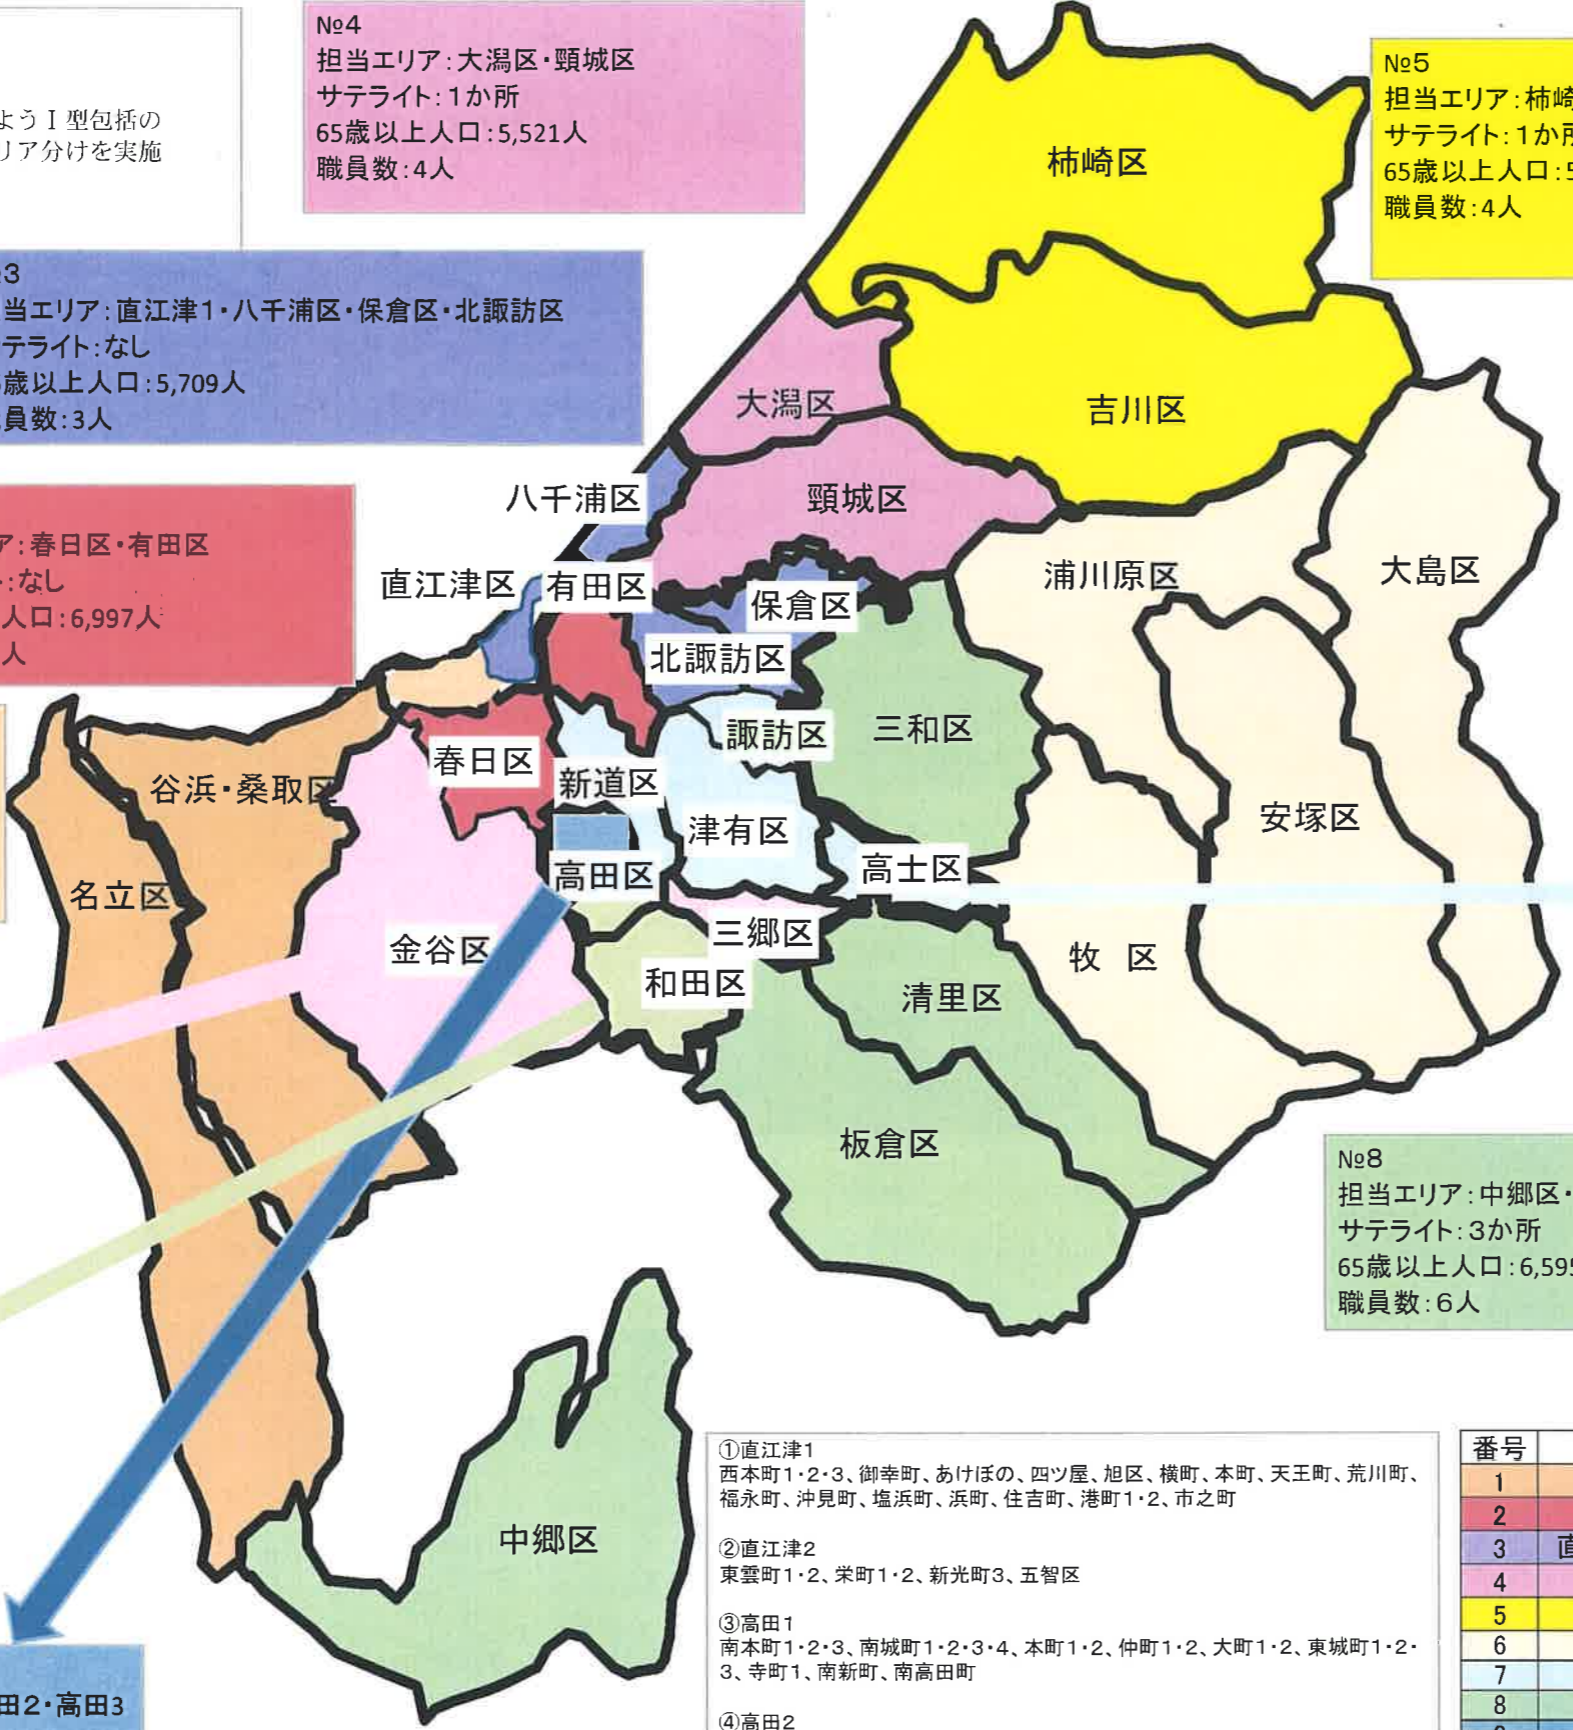 ようⅠ型包括の
リア分けを実施
№4
担当エリア:大潟区・頸城区
サテライト:1か所
65歳以上人口:5,521人
職員数:4人
№5
担当エリア:柿崎
サテライト:1か所
65歳以上人口:5
職員数:4人
3
当エリア:直江津1・八千浦区・保倉区・北諏訪区
テライト:なし
歳以上人口:5,709人
員数:3人
ア:春日区・有田区
:なし
人口:6,997人
人
柿崎区
大潟区
吉川区
八千浦区
頸城区
直江津区
有田区
保倉区
浦川原区
大島区
北諏訪区
諏訪区
三和区
春日区
新道区
谷浜・桑取区
津有区
安塚区
高田区
高士区
名立区
金谷区
三郷区
牧 区
和田区
清里区
板倉区
中郷区
№8
担当エリア:中郷区・
サテライト:3か所
65歳以上人口:6,595
職員数:6人
田2・高田3
①直江津1
西本町1・2・3、御幸町、あけぼの、四ツ屋、旭区、横町、本町、天王町、荒川町、
福永町、沖見町、塩浜町、浜町、住吉町、港町1・2、市之町
②直江津2
東雲町1・2、栄町1・2、新光町3、五智区
③高田1
南本町1・2・3、南城町1・2・3・4、本町1・2、仲町1・2、大町1・2、東城町1・2・
3、寺町1、南新町、南高田町
④高田2
番号
1
2
3 直
4
5
6
7
8